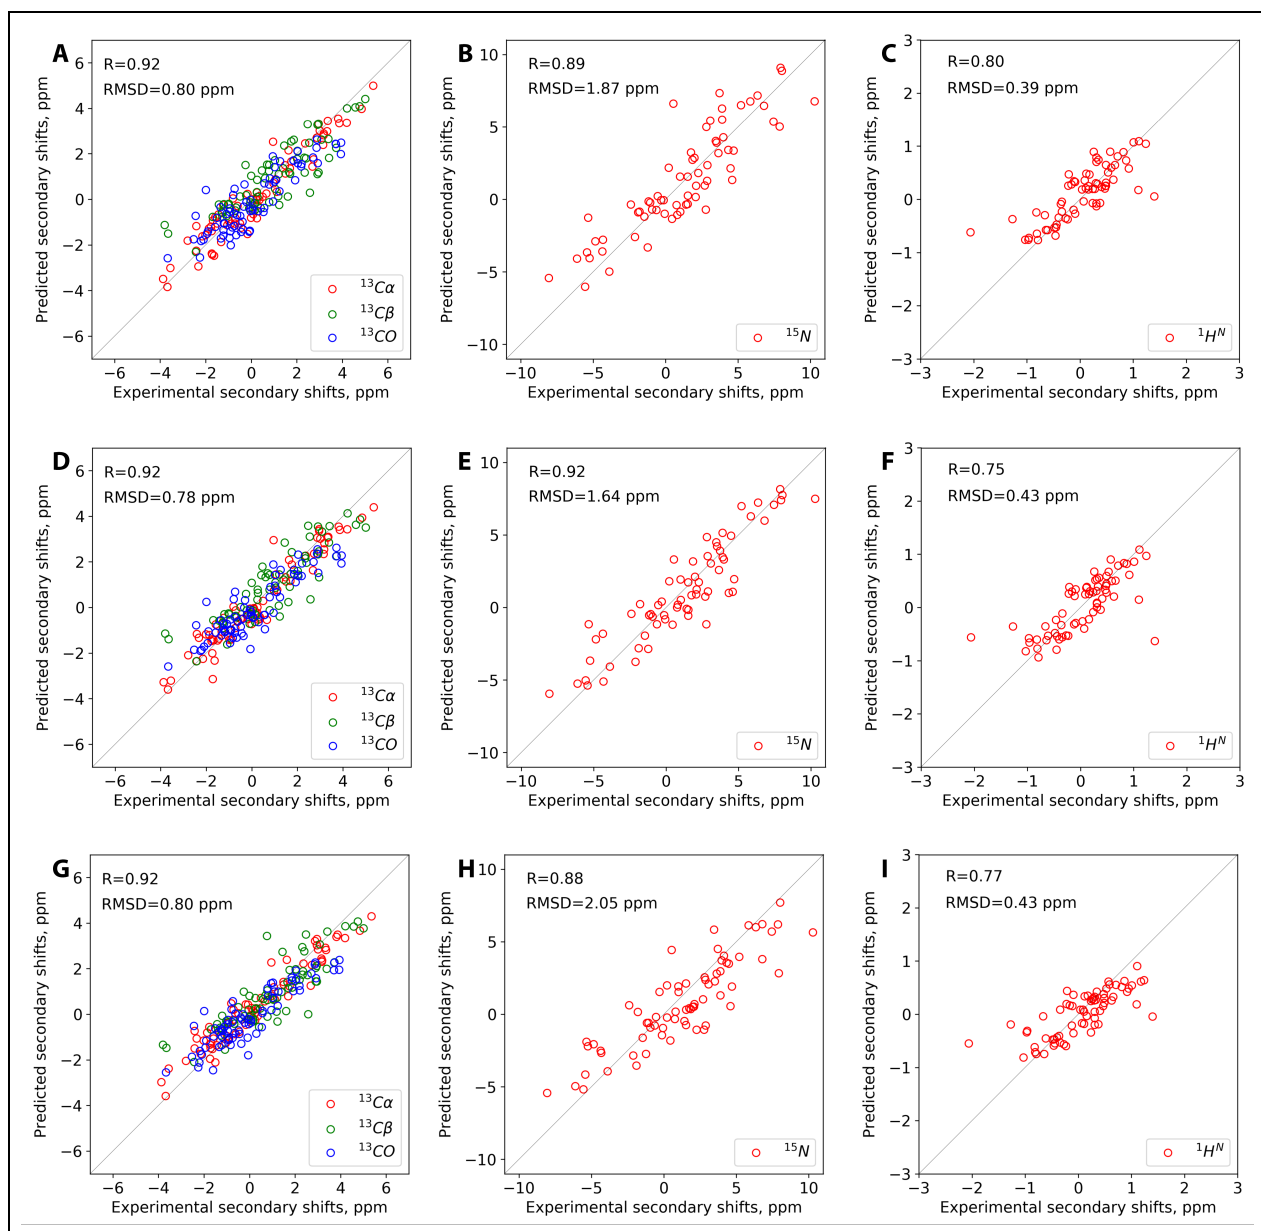 A
R=0.92
RMSD=0.80 ppm
Predicted secondary shifts, ppm
6
4
2
0
−2
−4
−6
−6 −4 −2 0 2 4 6
Experimental secondary shifts, ppm
¹³Cα
¹³Cβ
¹³CO
B
R=0.89
RMSD=1.87 ppm
Predicted secondary shifts, ppm
10
5
0
−5
−10
−10 −5 0 5 10
Experimental secondary shifts, ppm
¹⁵N
C
R=0.80
RMSD=0.39 ppm
Predicted secondary shifts, ppm
3
2
1
0
−1
−2
−3
−3 −2 −1 0 1 2 3
Experimental secondary shifts, ppm
¹Hᴺ
D
R=0.92
RMSD=0.78 ppm
Predicted secondary shifts, ppm
6
4
2
0
−2
−4
−6
−6 −4 −2 0 2 4 6
Experimental secondary shifts, ppm
¹³Cα
¹³Cβ
¹³CO
E
R=0.92
RMSD=1.64 ppm
Predicted secondary shifts, ppm
10
5
0
−5
−10
−10 −5 0 5 10
Experimental secondary shifts, ppm
¹⁵N
F
R=0.75
RMSD=0.43 ppm
Predicted secondary shifts, ppm
3
2
1
0
−1
−2
−3
−3 −2 −1 0 1 2 3
Experimental secondary shifts, ppm
¹Hᴺ
G
R=0.92
RMSD=0.80 ppm
Predicted secondary shifts, ppm
6
4
2
0
−2
−4
−6
−6 −4 −2 0 2 4 6
Experimental secondary shifts, ppm
¹³Cα
¹³Cβ
¹³CO
H
R=0.88
RMSD=2.05 ppm
Predicted secondary shifts, ppm
10
5
0
−5
−10
−10 −5 0 5 10
Experimental secondary shifts, ppm
¹⁵N
I
R=0.77
RMSD=0.43 ppm
Predicted secondary shifts, ppm
3
2
1
0
−1
−2
−3
−3 −2 −1 0 1 2 3
Experimental secondary shifts, ppm
¹Hᴺ